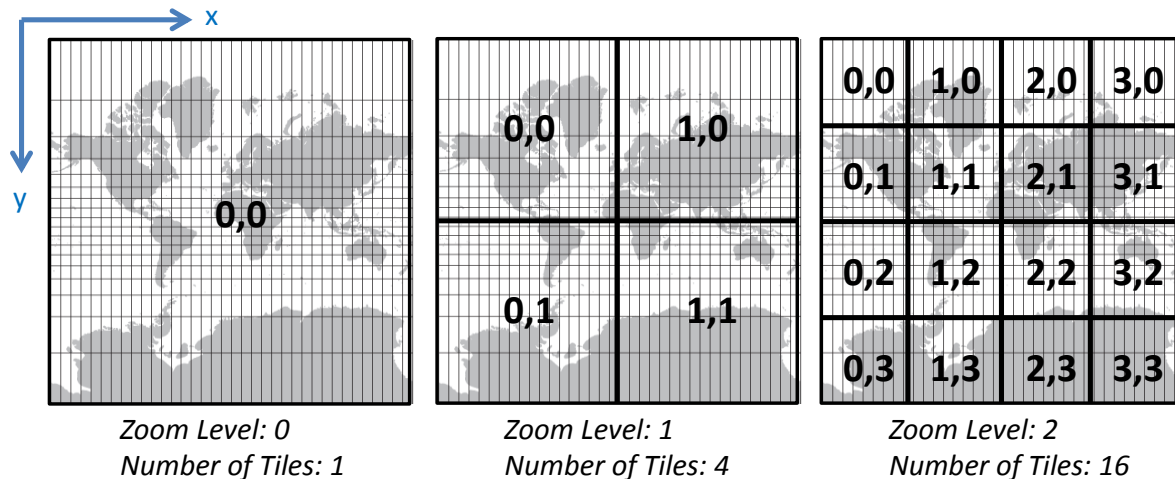 x
y
0,0
Zoom Level: 0
Number of Tiles: 1
0,0 1,0
0,1 1,1
Zoom Level: 1
Number of Tiles: 4
0,0 1,0 2,0 3,0
0,1 1,1 2,1 3,1
0,2 1,2 2,2 3,2
0,3 1,3 2,3 3,3
Zoom Level: 2
Number of Tiles: 16